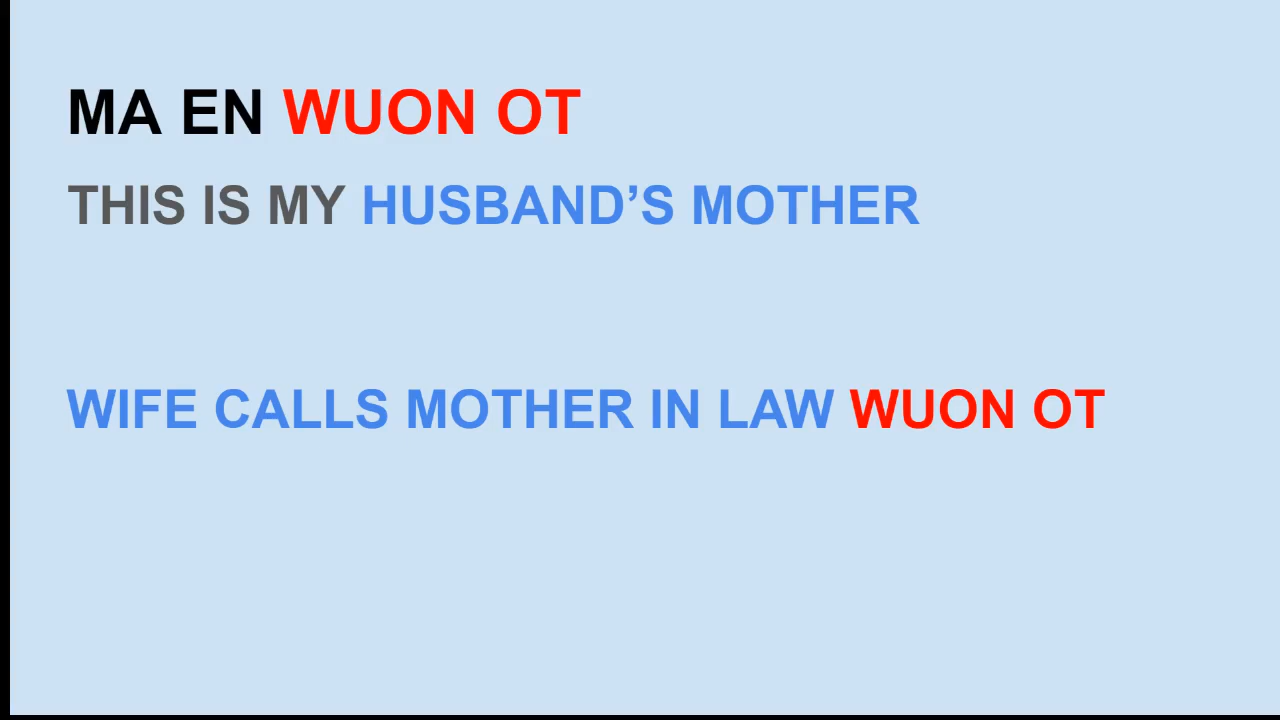 MA EN WUON OT
THIS IS MY HUSBAND’S MOTHER
WIFE CALLS MOTHER IN LAW WUON OT